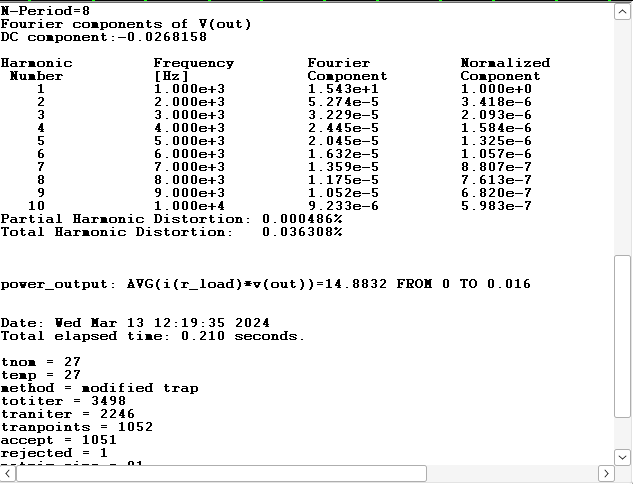 N-Period=8
Fourier components of V(out)
DC component:-0.0268158
Harmonic Frequency Fourier Normalized
Number [Hz] Component Component
1 1.000e+3 1.543e+1 1.000e+0
2 2.000e+3 5.274e-5 3.418e-6
3 3.000e+3 3.229e-5 2.093e-6
4 4.000e+3 2.445e-5 1.584e-6
5 5.000e+3 2.045e-5 1.325e-6
6 6.000e+3 1.632e-5 1.057e-6
7 7.000e+3 1.359e-5 8.807e-7
8 8.000e+3 1.175e-5 7.613e-7
9 9.000e+3 1.052e-5 6.820e-7
10 1.000e+4 9.233e-6 5.983e-7
Partial Harmonic Distortion: 0.000486%
Total Harmonic Distortion: 0.036308%
power_output: AVG(i(r_load)*v(out))=14.8832 FROM 0 TO 0.016
Date: Wed Mar 13 12:19:35 2024
Total elapsed time: 0.210 seconds.
tnom = 27
temp = 27
method = modified trap
totiter = 3498
traniter = 2246
tranpoints = 1052
accept = 1051
rejected = 1